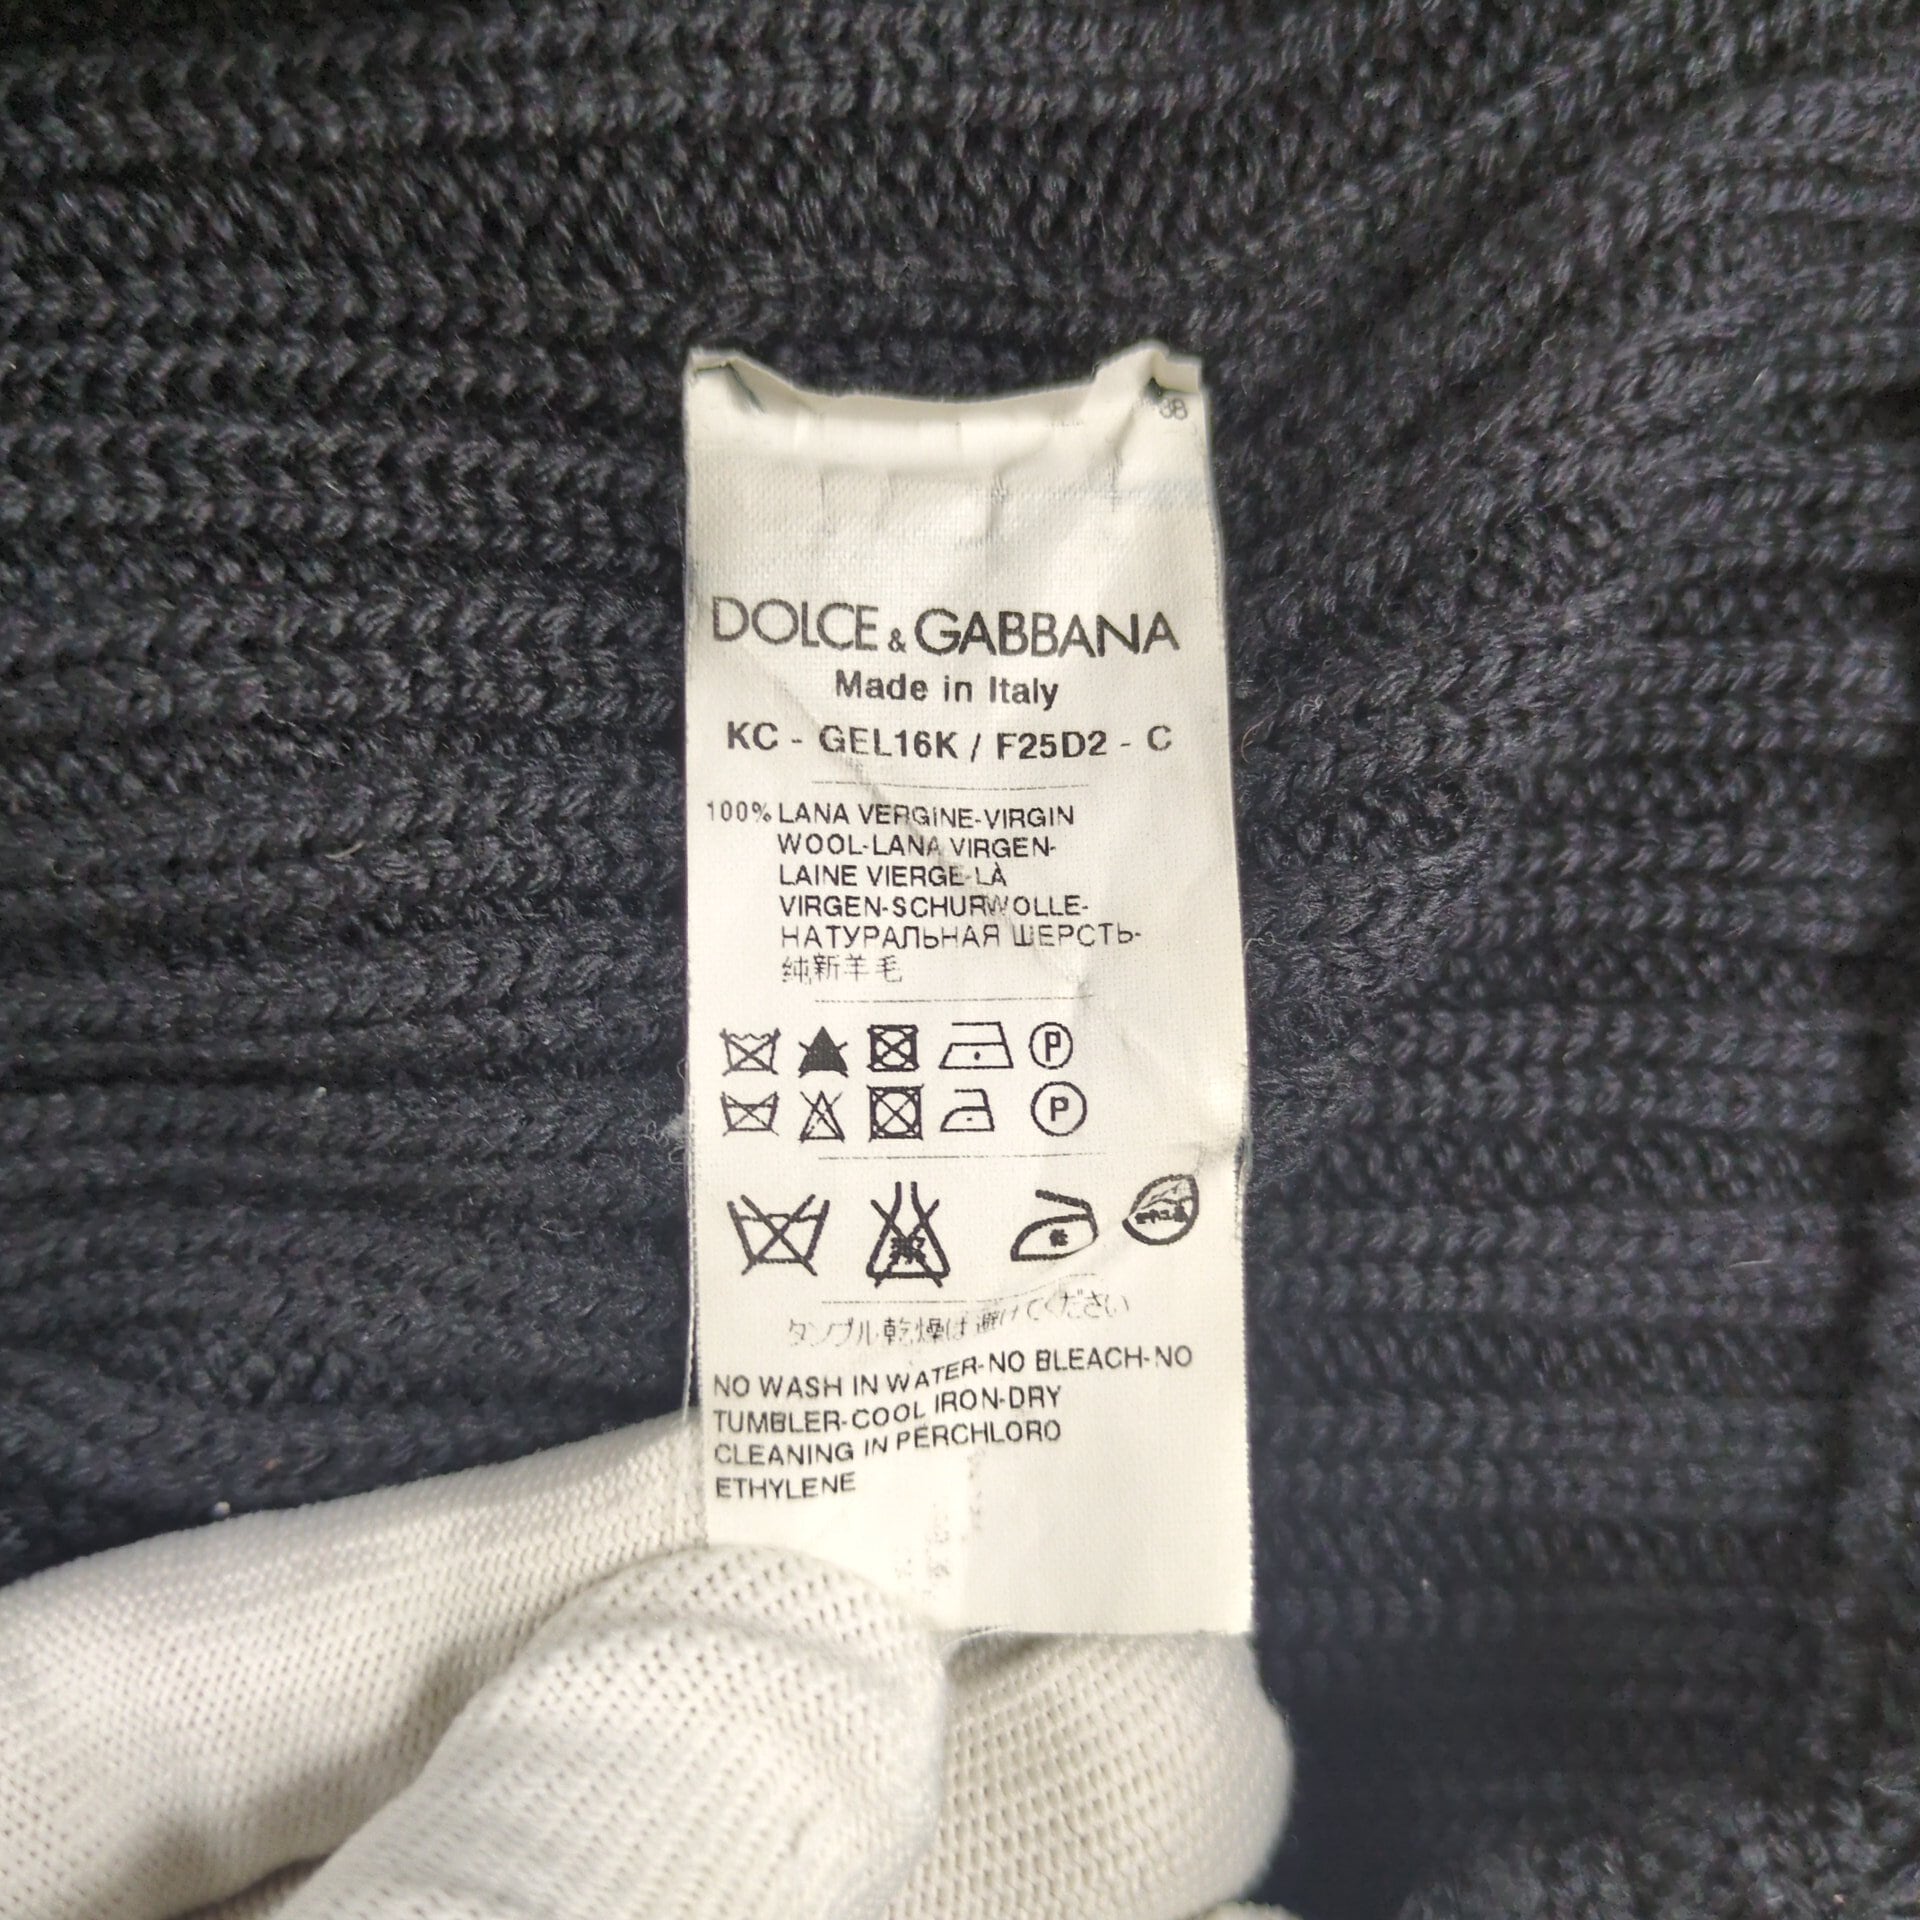 38
DOLCE & GABBANA
Made in Italy
KC - GEL16K / F25D2 - C
100% LANA VERGINE-VIRGIN
WOOL-LANA VIRGEN-
LAINE VIERGE-LÀ
VIRGEN-SCHURWOLLE-
НАТУРАЛЬНАЯ ШЕРСТЬ-
纯新羊毛
P
P
タンブル乾燥は避けてください
NO WASH IN WATER-NO BLEACH-NO
TUMBLER-COOL IRON-DRY
CLEANING IN PERCHLORO
ETHYLENE